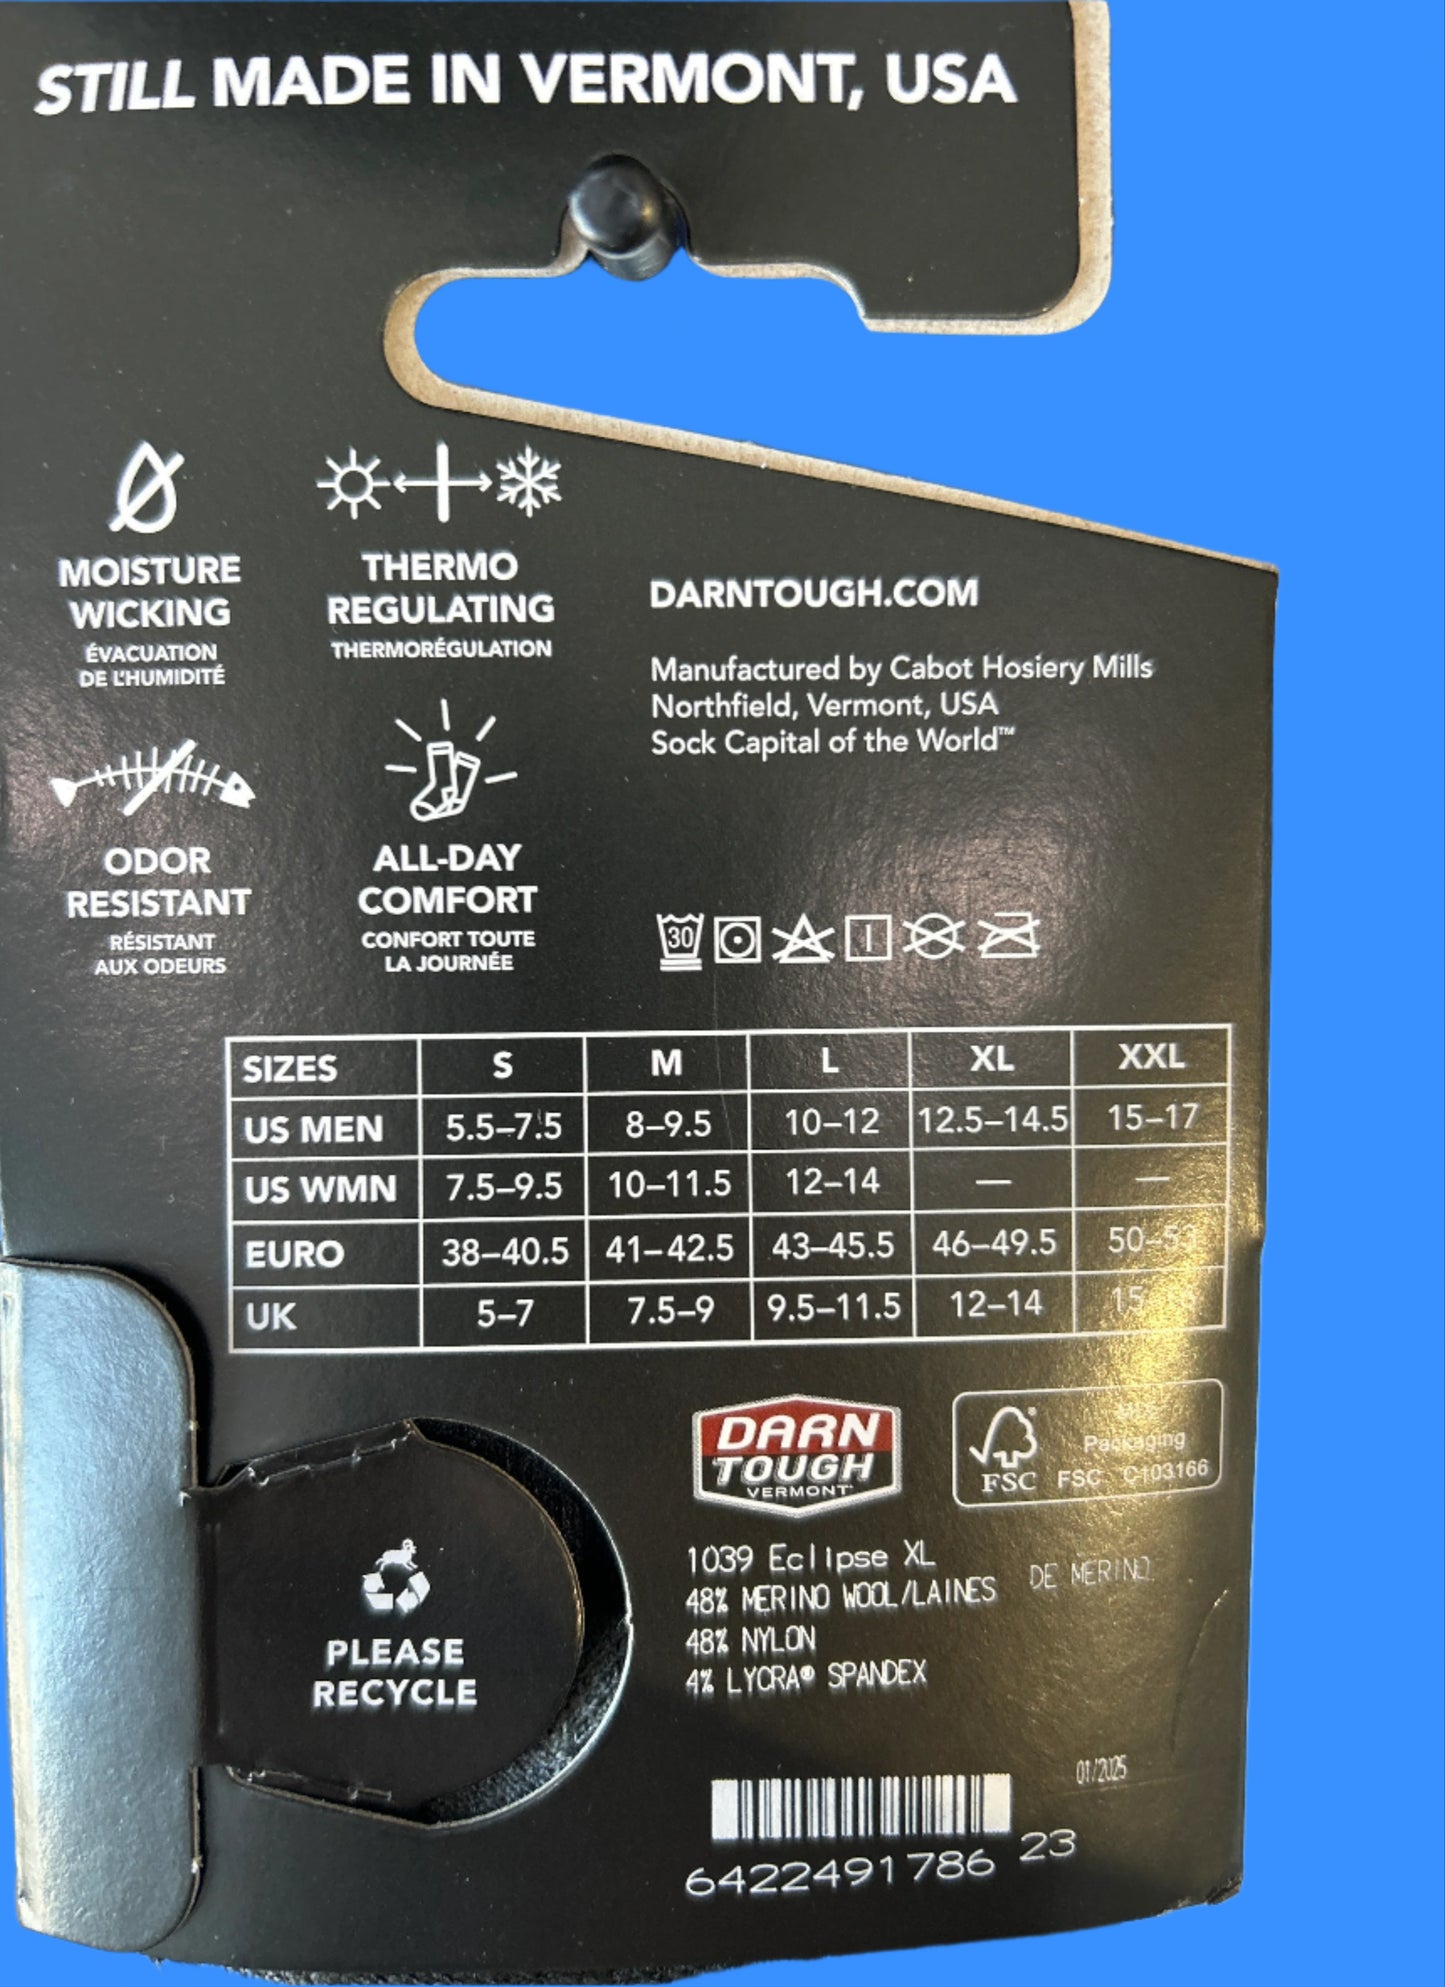 STILL MADE IN VERMONT, USA
MOISTURE
WICKING
ÉVACUATION
DE L'HUMIDITÉ
THERMO
REGULATING
THERMORÉGULATION
ODOR
RESISTANT
RÉSISTANT
AUX ODEURS
ALL-DAY
COMFORT
CONFORT TOUTE
LA JOURNÉE
DARNTOUGH.COM
Manufactured by Cabot Hosiery Mills
Northfield, Vermont, USA
Sock Capital of the World™
30
SIZES S M L XL XXL
US MEN 5.5–7.5 8–9.5 10–12 12.5–14.5 15–17
US WMN 7.5–9.5 10–11.5 12–14 — —
EURO 38–40.5 41–42.5 43–45.5 46–49.5
UK 5–7 7.5–9 9.5–11.5 12–14
PLEASE
RECYCLE
DARN
TOUGH
VERMONT
FSC
Packaging
FSC C103166
1039 Eclipse XL
48% MERINO WOOL/LAINES DE MERINO
48% NYLON
4% LYCRA® SPANDEX
01/2025
6422491786 23